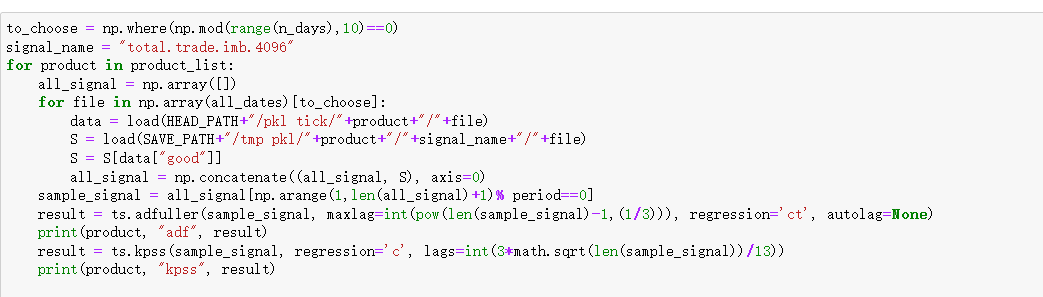 to_choose = np.where(np.mod(range(n_days),10)==0)
signal_name = "total.trade.imb.4096"
for product in product_list:
    all_signal = np.array([])
    for file in np.array(all_dates)[to_choose]:
        data = load(HEAD_PATH+"/pkl tick/"+product+"/"+file)
        S = load(SAVE_PATH+"/tmp pkl/"+product+"/"+signal_name+"/"+file)
        S = S[data["good"]]
        all_signal = np.concatenate((all_signal, S), axis=0)
    sample_signal = all_signal[np.arange(1,len(all_signal)+1)% period==0]
    result = ts.adfuller(sample_signal, maxlag=int(pow(len(sample_signal)-1,(1/3))), regression='ct', autolag=None)
    print(product, "adf", result)
    result = ts.kpss(sample_signal, regression='c', lags=int(3*math.sqrt(len(sample_signal))/13))
    print(product, "kpss", result)